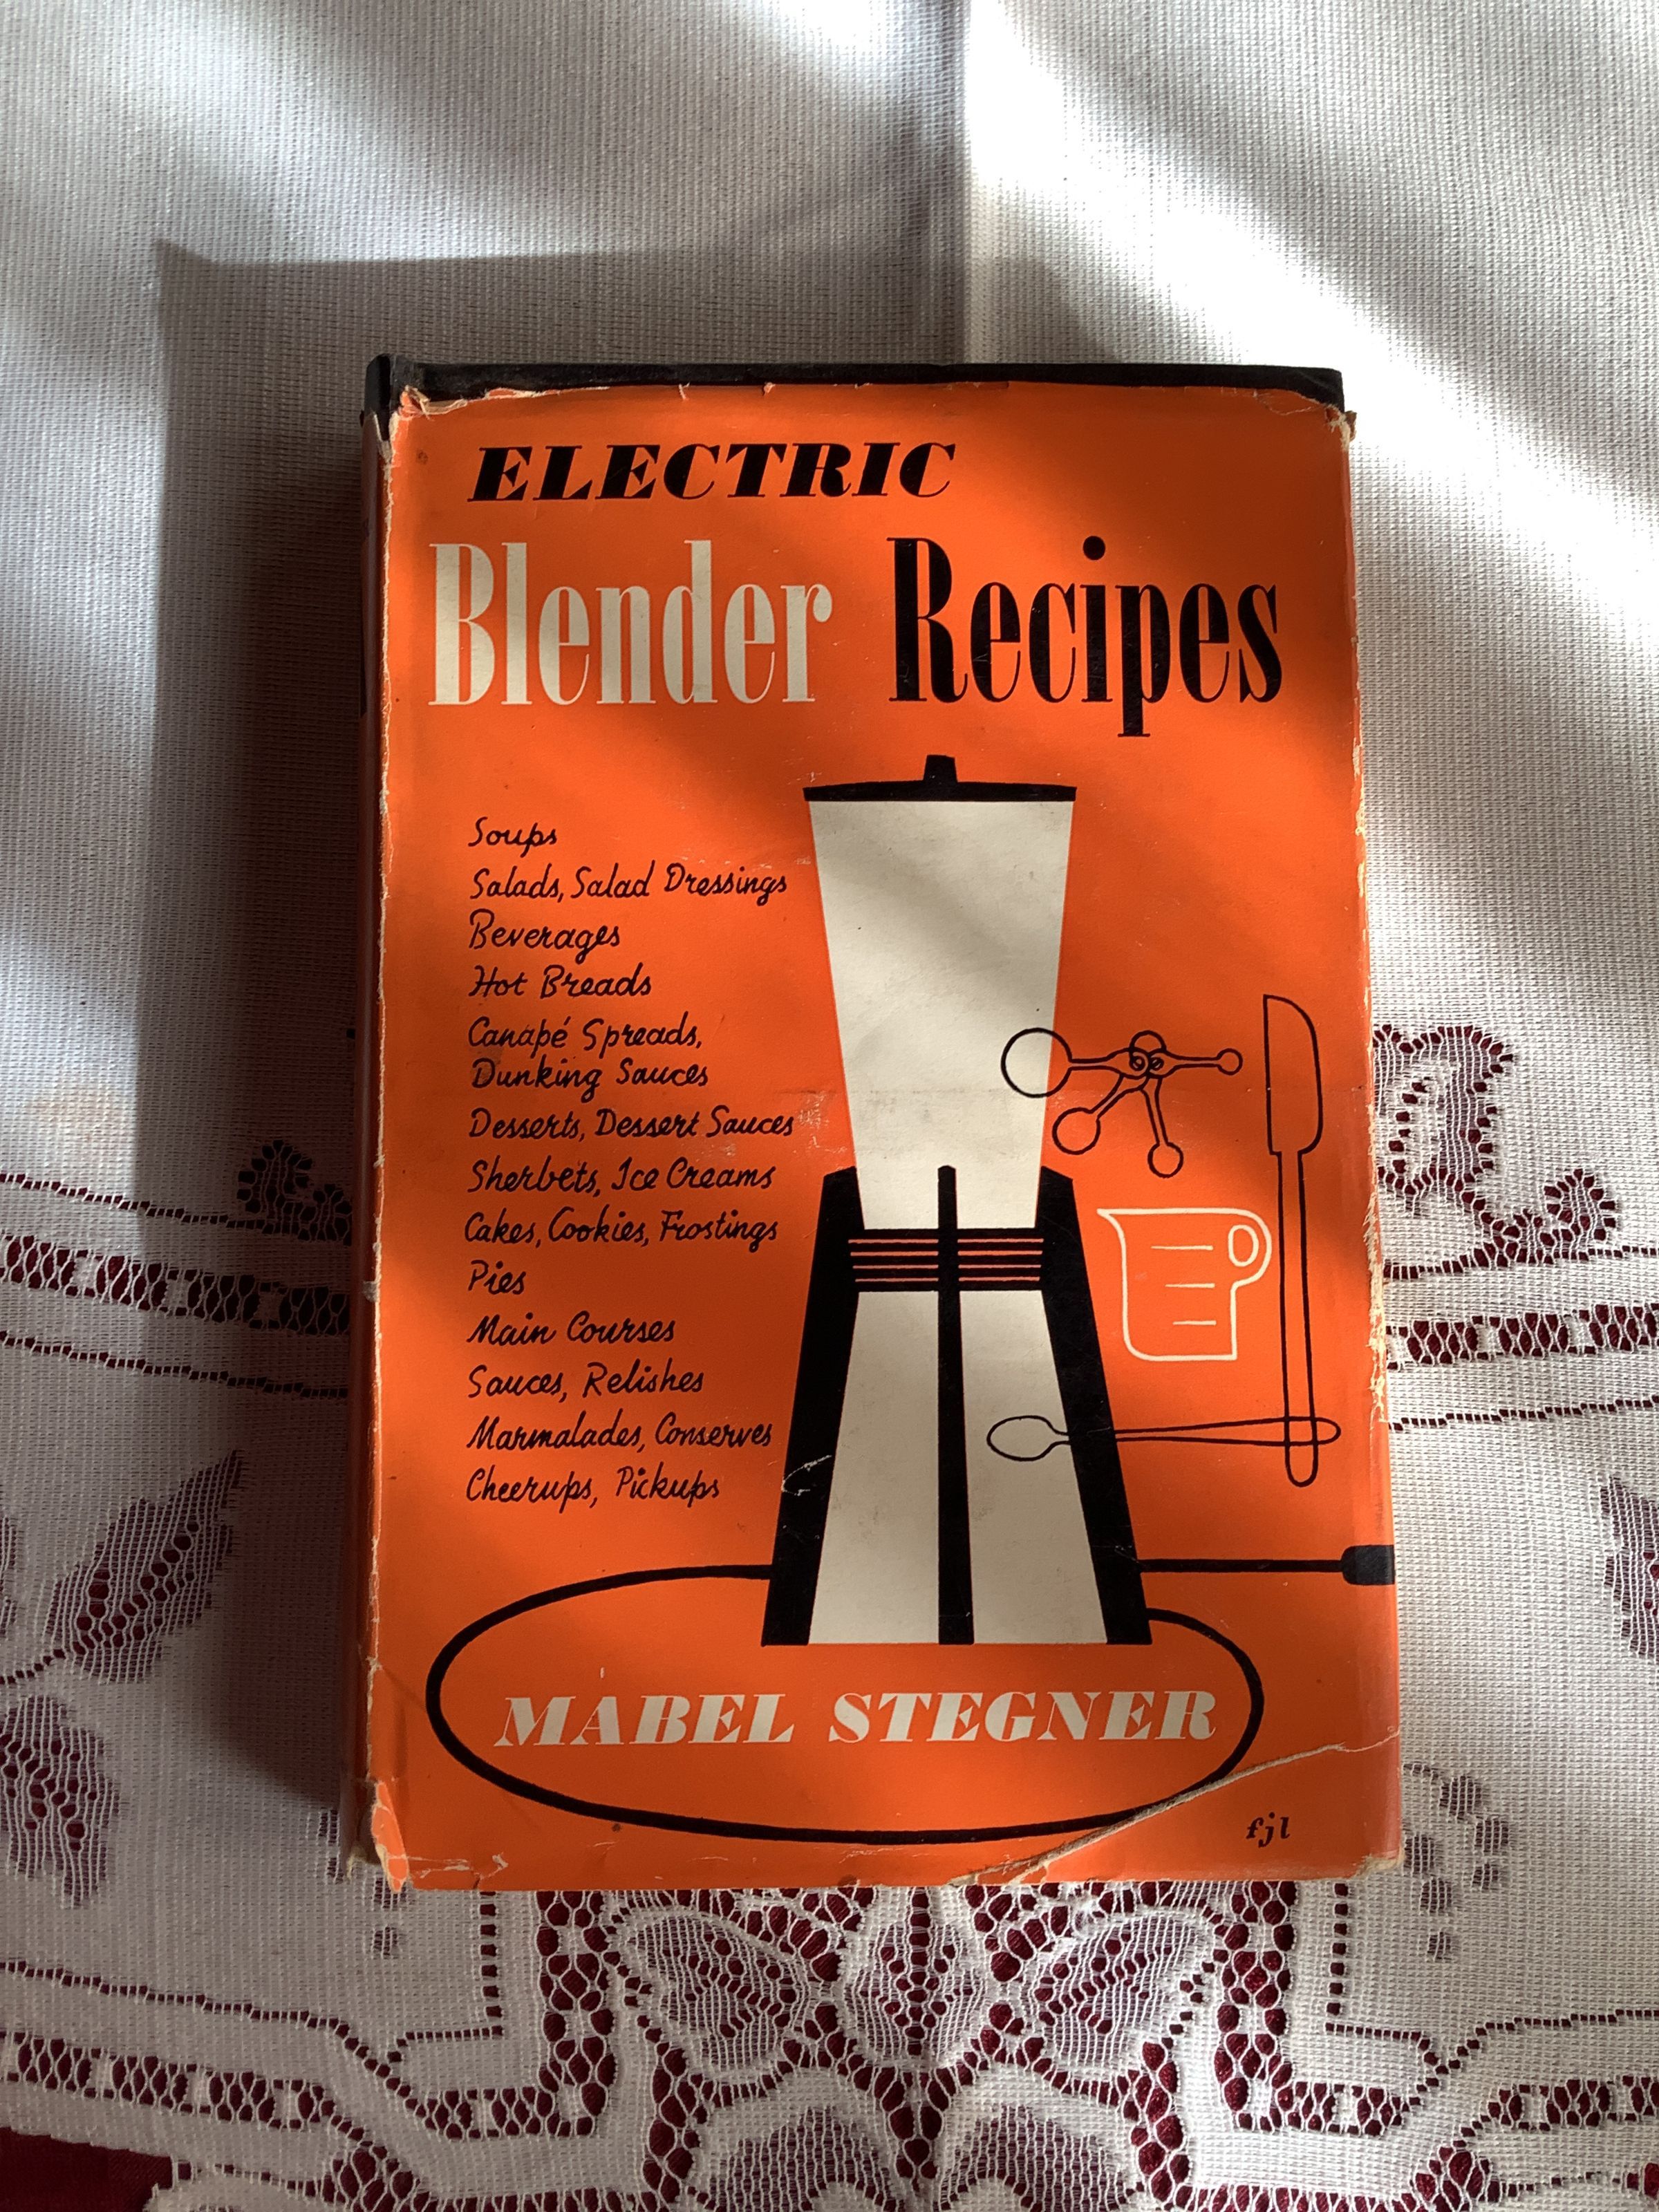 ELECTRIC
Blender Recipes
Soups
Salads, Salad Dressings
Beverages
Hot Breads
Canapé Spreads,
Dunking Sauces
Desserts, Dessert Sauces
Sherbets, Ice Creams
Cakes, Cookies, Frostings
Pies
Main Courses
Sauces, Relishes
Marmalades, Conserves
Cheerups, Pickups
MABEL STEGNER
fjl